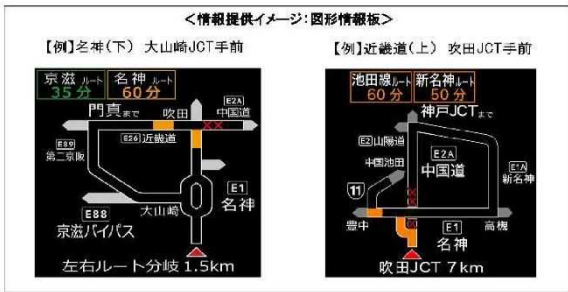 ＜情報提供イメージ：図形情報板＞
【例】名神(下) 大山崎JCT手前
京滋 ルート
35分
名神 ルート
60分
門真まで
吹田
E2A
中国道
E89
第二京阪
E26 近畿道
E1
名神
大山崎
E88
京滋バイパス
左右ルート分岐 1.5km
【例】近畿道(上) 吹田JCT手前
池田線ルート
60分
新名神ルート
50分
神戸JCTまで
E2 山陽道
中国池田
E2A
中国道
E1A
新名神
11
豊中
高槻
E1
名神
吹田JCT 7km